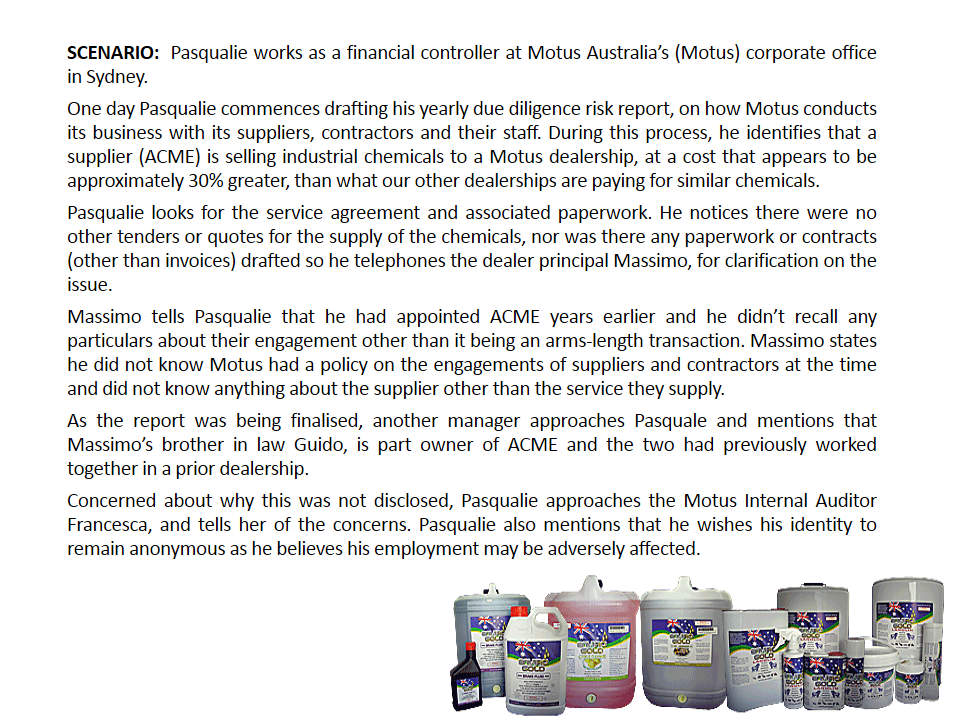 SCENARIO: Pasqualie works as a financial controller at Motus Australia’s (Motus) corporate office
in Sydney.
One day Pasqualie commences drafting his yearly due diligence risk report, on how Motus conducts
its business with its suppliers, contractors and their staff. During this process, he identifies that a
supplier (ACME) is selling industrial chemicals to a Motus dealership, at a cost that appears to be
approximately 30% greater, than what our other dealerships are paying for similar chemicals.
Pasqualie looks for the service agreement and associated paperwork. He notices there were no
other tenders or quotes for the supply of the chemicals, nor was there any paperwork or contracts
(other than invoices) drafted so he telephones the dealer principal Massimo, for clarification on the
issue.
Massimo tells Pasqualie that he had appointed ACME years earlier and he didn’t recall any
particulars about their engagement other than it being an arms-length transaction. Massimo states
he did not know Motus had a policy on the engagements of suppliers and contractors at the time
and did not know anything about the supplier other than the service they supply.
As the report was being finalised, another manager approaches Pasquale and mentions that
Massimo’s brother in law Guido, is part owner of ACME and the two had previously worked
together in a prior dealership.
Concerned about why this was not disclosed, Pasqualie approaches the Motus Internal Auditor
Francesca, and tells her of the concerns. Pasqualie also mentions that he wishes his identity to
remain anonymous as he believes his employment may be adversely affected.
GOLD
BRAKE FLUID
GOLD
GOLD
GOLD
GOLD